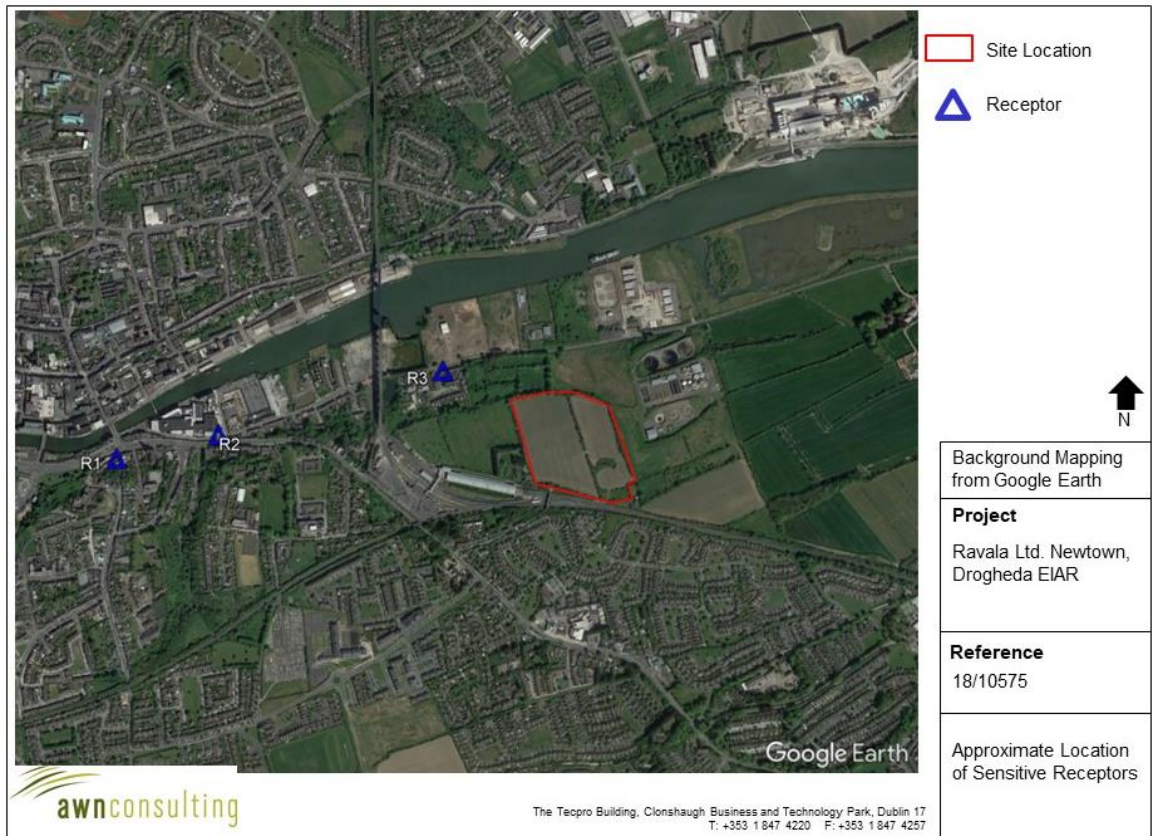 Site Location
Receptor
R3
R2
R1
N
Background Mapping
from Google Earth
Project
Ravala Ltd. Newtown,
Drogheda EIAR
Reference
18/10575
Approximate Location
of Sensitive Receptors
Google Earth
awnconsulting
The Tecpro Building, Clonshaugh Business and Technology Park, Dublin 17
T: +353 1 847 4220 F: +353 1 847 4257